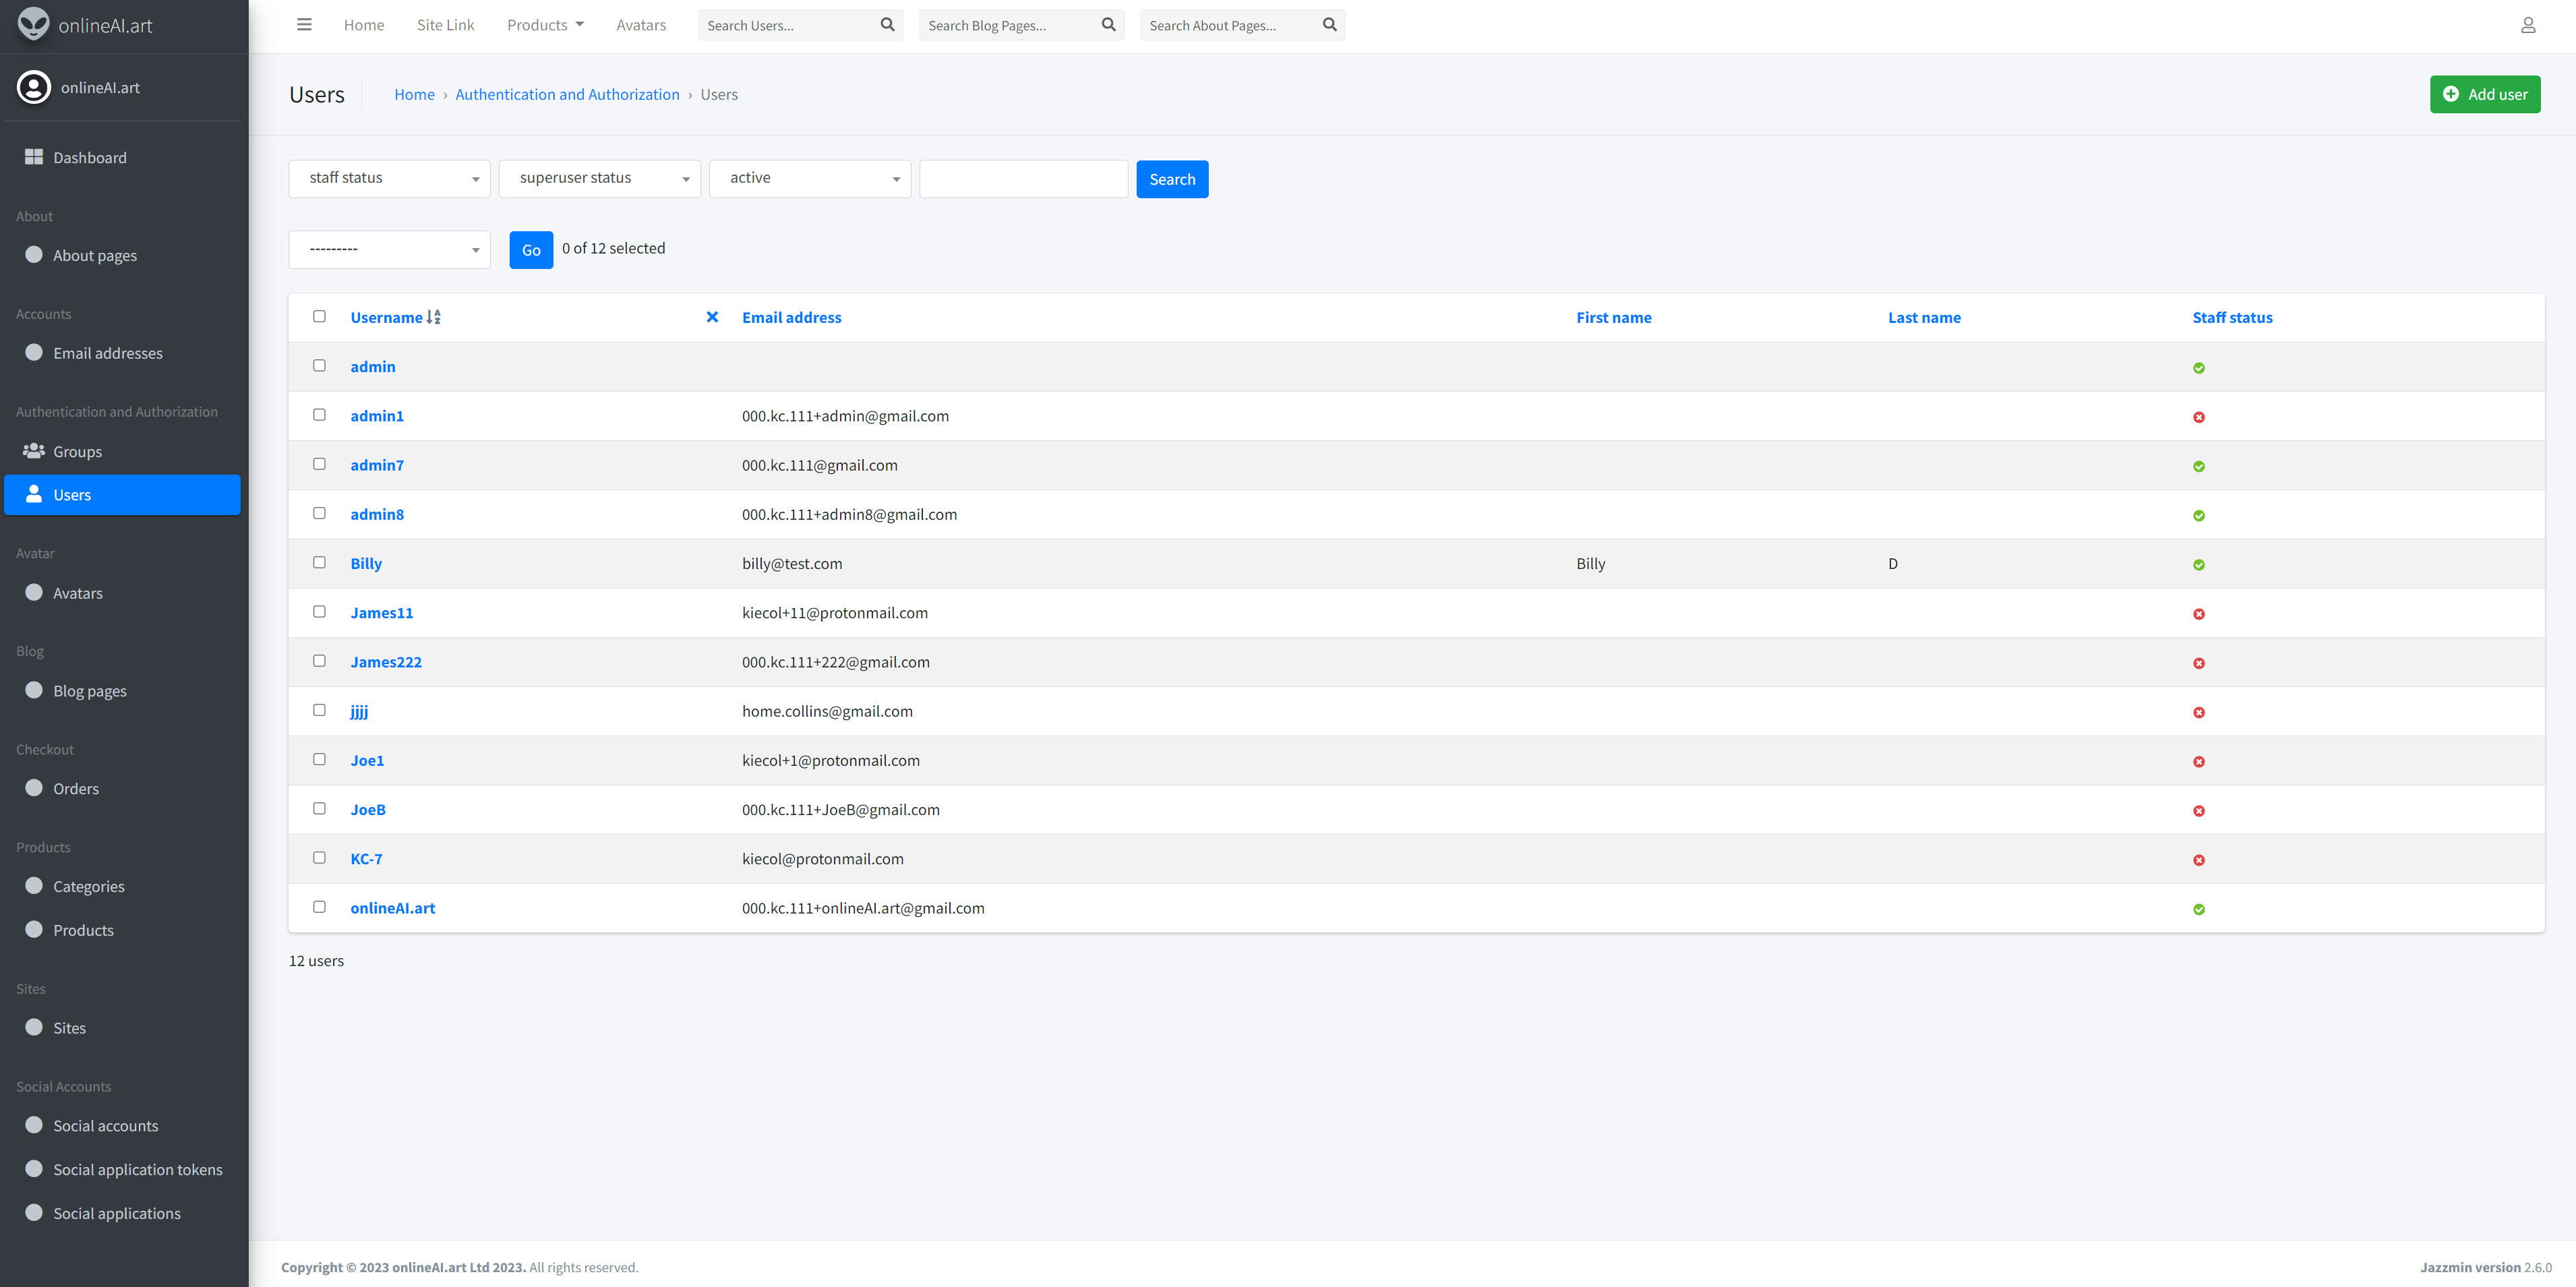 onlineAI.art
Home Site Link Products Avatars Search Users... Search Blog Pages... Search About Pages...
onlineAI.art
Dashboard
About
About pages
Accounts
Email addresses
Authentication and Authorization
Groups
Users
Avatar
Avatars
Blog
Blog pages
Checkout
Orders
Products
Categories
Products
Sites
Sites
Social Accounts
Social accounts
Social application tokens
Social applications
Users Home › Authentication and Authorization › Users Add user
staff status superuser status active Search
--------- Go 0 of 12 selected
Username Email address First name Last name Staff status
admin
admin1 000.kc.111+admin@gmail.com
admin7 000.kc.111@gmail.com
admin8 000.kc.111+admin8@gmail.com
Billy billy@test.com Billy D
James11 kiecol+11@protonmail.com
James222 000.kc.111+222@gmail.com
jjjj home.collins@gmail.com
Joe1 kiecol+1@protonmail.com
JoeB 000.kc.111+JoeB@gmail.com
KC-7 kiecol@protonmail.com
onlineAI.art 000.kc.111+onlineAI.art@gmail.com
12 users
Copyright © 2023 onlineAI.art Ltd 2023. All rights reserved. Jazzmin version 2.6.0